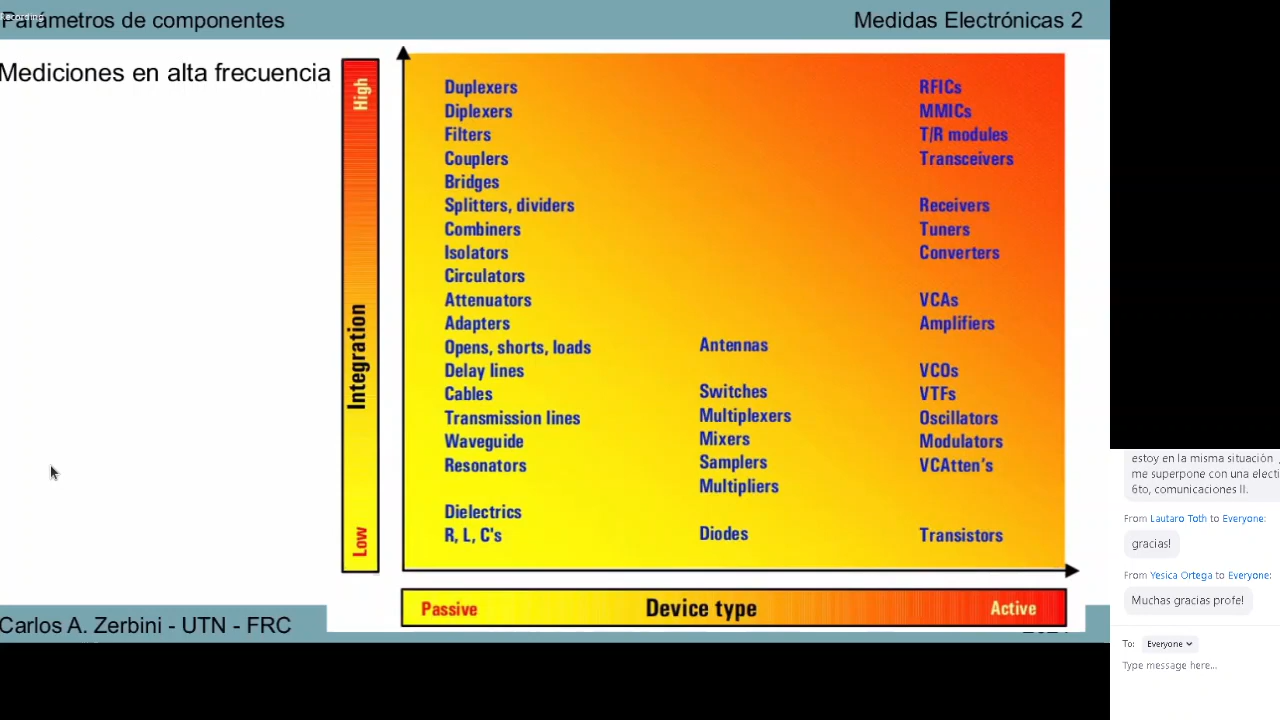 Recording
Parámetros de componentes
Medidas Electrónicas 2
Mediciones en alta frecuencia
High
Integration
Low
Duplexers
Diplexers
Filters
Couplers
Bridges
Splitters, dividers
Combiners
Isolators
Circulators
Attenuators
Adapters
Opens, shorts, loads
Delay lines
Cables
Transmission lines
Waveguide
Resonators
Dielectrics
R, L, C's
Antennas
Switches
Multiplexers
Mixers
Samplers
Multipliers
Diodes
RFICs
MMICs
T/R modules
Transceivers
Receivers
Tuners
Converters
VCAs
Amplifiers
VCOs
VTFs
Oscillators
Modulators
VCAtten's
Transistors
Passive
Device type
Active
Carlos A. Zerbini - UTN - FRC
estoy en la misma situación ,
me superpone con una electi
6to, comunicaciones II.
From Lautaro Toth to Everyone:
gracias!
From Yesica Ortega to Everyone:
Muchas gracias profe!
To: Everyone
Type message here...